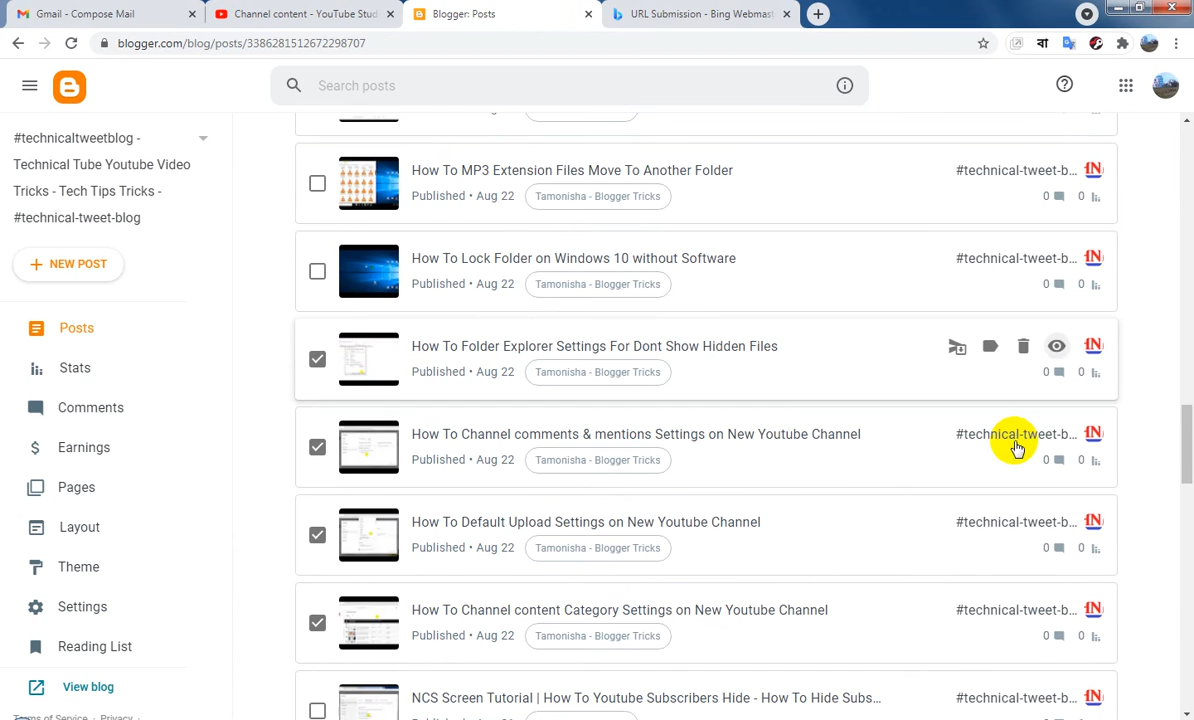 Gmail - Compose Mail
Channel content - YouTube Stud
Blogger: Posts
URL Submission - Bing Webmast
blogger.com/blog/posts/3386281512672298707
বা
Search posts
#technicaltweetblog -
Technical Tube Youtube Video
Tricks - Tech Tips Tricks -
#technical-tweet-blog
NEW POST
Posts
Stats
Comments
Earnings
Pages
Layout
Theme
Settings
Reading List
View blog
Terms of Service · Privacy ·
How To MP3 Extension Files Move To Another Folder
#technical-tweet-b...
Published • Aug 22
Tamonisha - Blogger Tricks
0 0
How To Lock Folder on Windows 10 without Software
#technical-tweet-b...
Published • Aug 22
Tamonisha - Blogger Tricks
0 0
How To Folder Explorer Settings For Dont Show Hidden Files
Published • Aug 22
Tamonisha - Blogger Tricks
0 0
How To Channel comments & mentions Settings on New Youtube Channel
#technical-tweet-b...
Published • Aug 22
Tamonisha - Blogger Tricks
0 0
How To Default Upload Settings on New Youtube Channel
#technical-tweet-b...
Published • Aug 22
Tamonisha - Blogger Tricks
0 0
How To Channel content Category Settings on New Youtube Channel
#technical-tweet-b...
Published • Aug 22
Tamonisha - Blogger Tricks
0 0
NCS Screen Tutorial | How To Youtube Subscribers Hide - How To Hide Subs...
#technical-tweet-b...